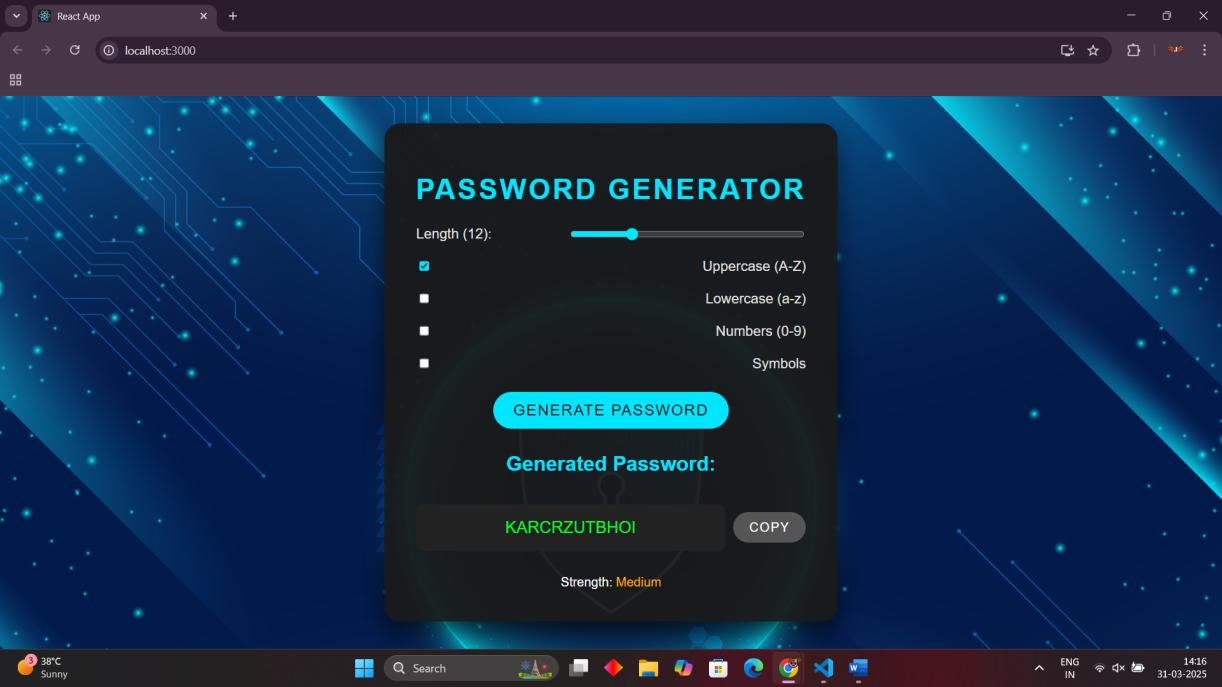 React App
localhost:3000
PASSWORD GENERATOR
Length (12):
Uppercase (A-Z)
Lowercase (a-z)
Numbers (0-9)
Symbols
GENERATE PASSWORD
Generated Password:
KARCRZUTBHOI
COPY
Strength: Medium
3
38°C
Sunny
Search
ENG
IN
14:16
31-03-2025